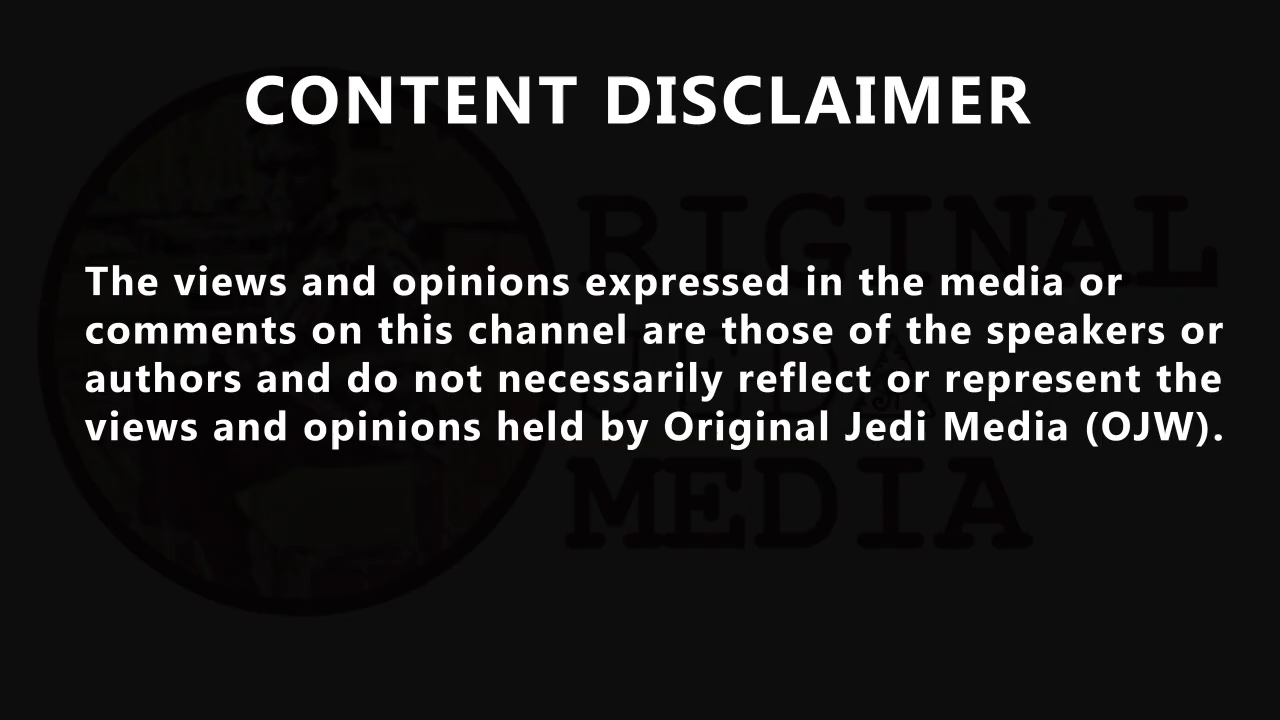 CONTENT DISCLAIMER
The views and opinions expressed in the media or
comments on this channel are those of the speakers or
authors and do not necessarily reflect or represent the
views and opinions held by Original Jedi Media (OJW).
RIGINAL
MEDIA